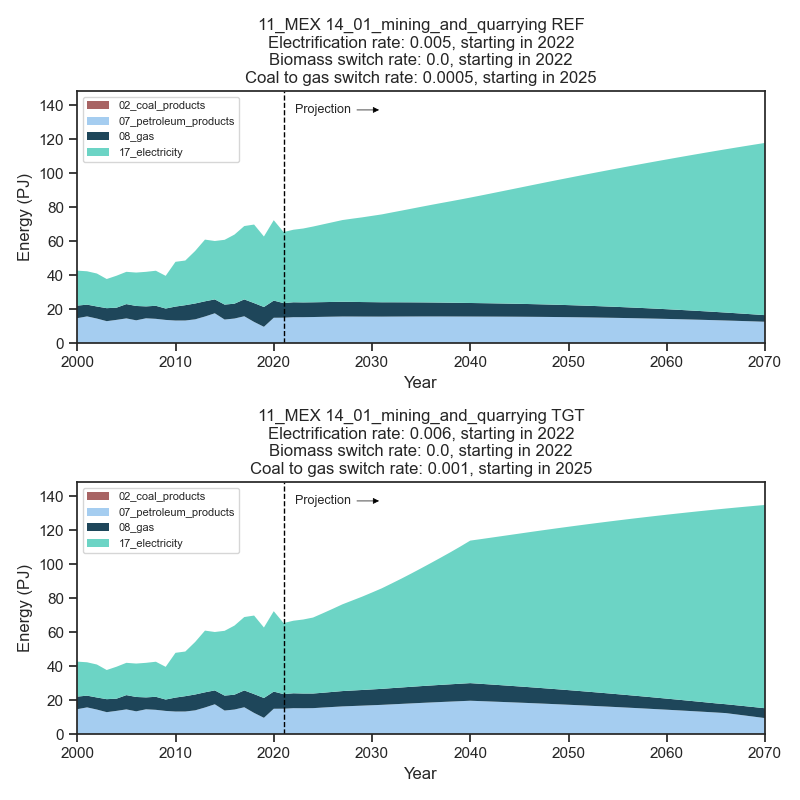 11_MEX 14_01_mining_and_quarrying REF
Electrification rate: 0.005, starting in 2022
Biomass switch rate: 0.0, starting in 2022
Coal to gas switch rate: 0.0005, starting in 2025
02_coal_products
07_petroleum_products
08_gas
17_electricity
Projection
Energy (PJ)
140
120
100
80
60
40
20
0
2000 2010 2020 2030 2040 2050 2060 2070
Year
11_MEX 14_01_mining_and_quarrying TGT
Electrification rate: 0.006, starting in 2022
Biomass switch rate: 0.0, starting in 2022
Coal to gas switch rate: 0.001, starting in 2025
02_coal_products
07_petroleum_products
08_gas
17_electricity
Projection
Energy (PJ)
140
120
100
80
60
40
20
0
2000 2010 2020 2030 2040 2050 2060 2070
Year